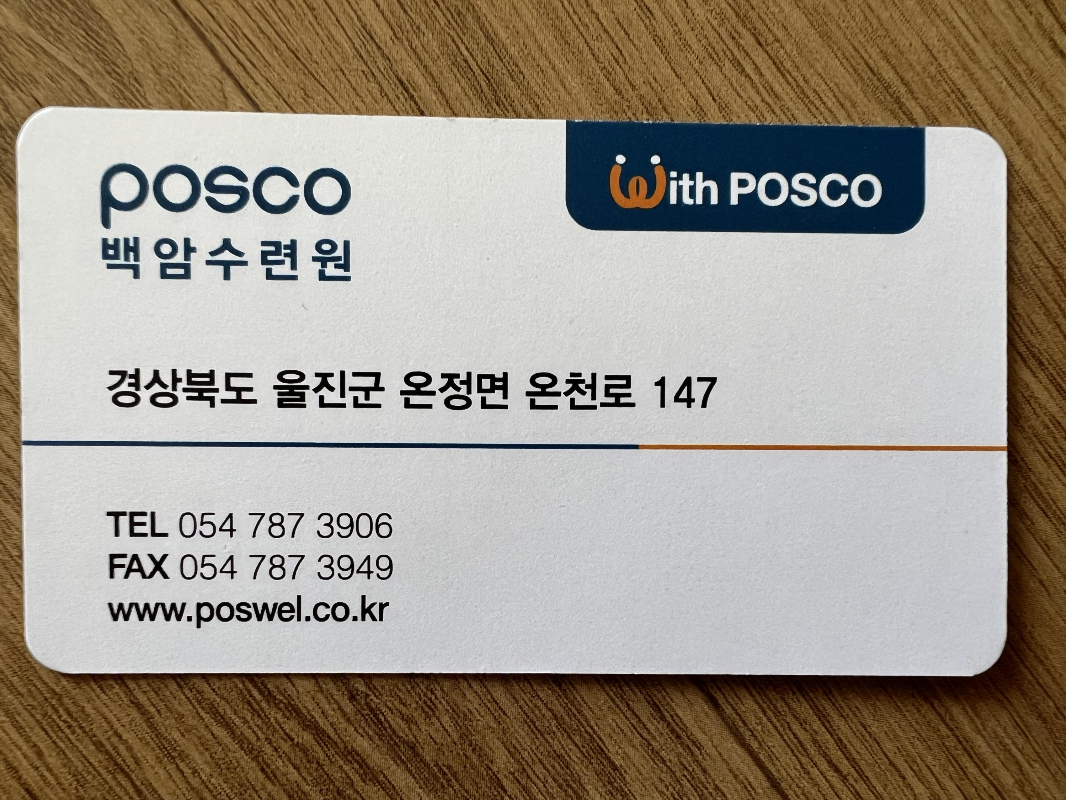 posco
백암수련원
With POSCO
경상북도 울진군 온정면 온천로 147
TEL 054 787 3906
FAX 054 787 3949
www.poswel.co.kr